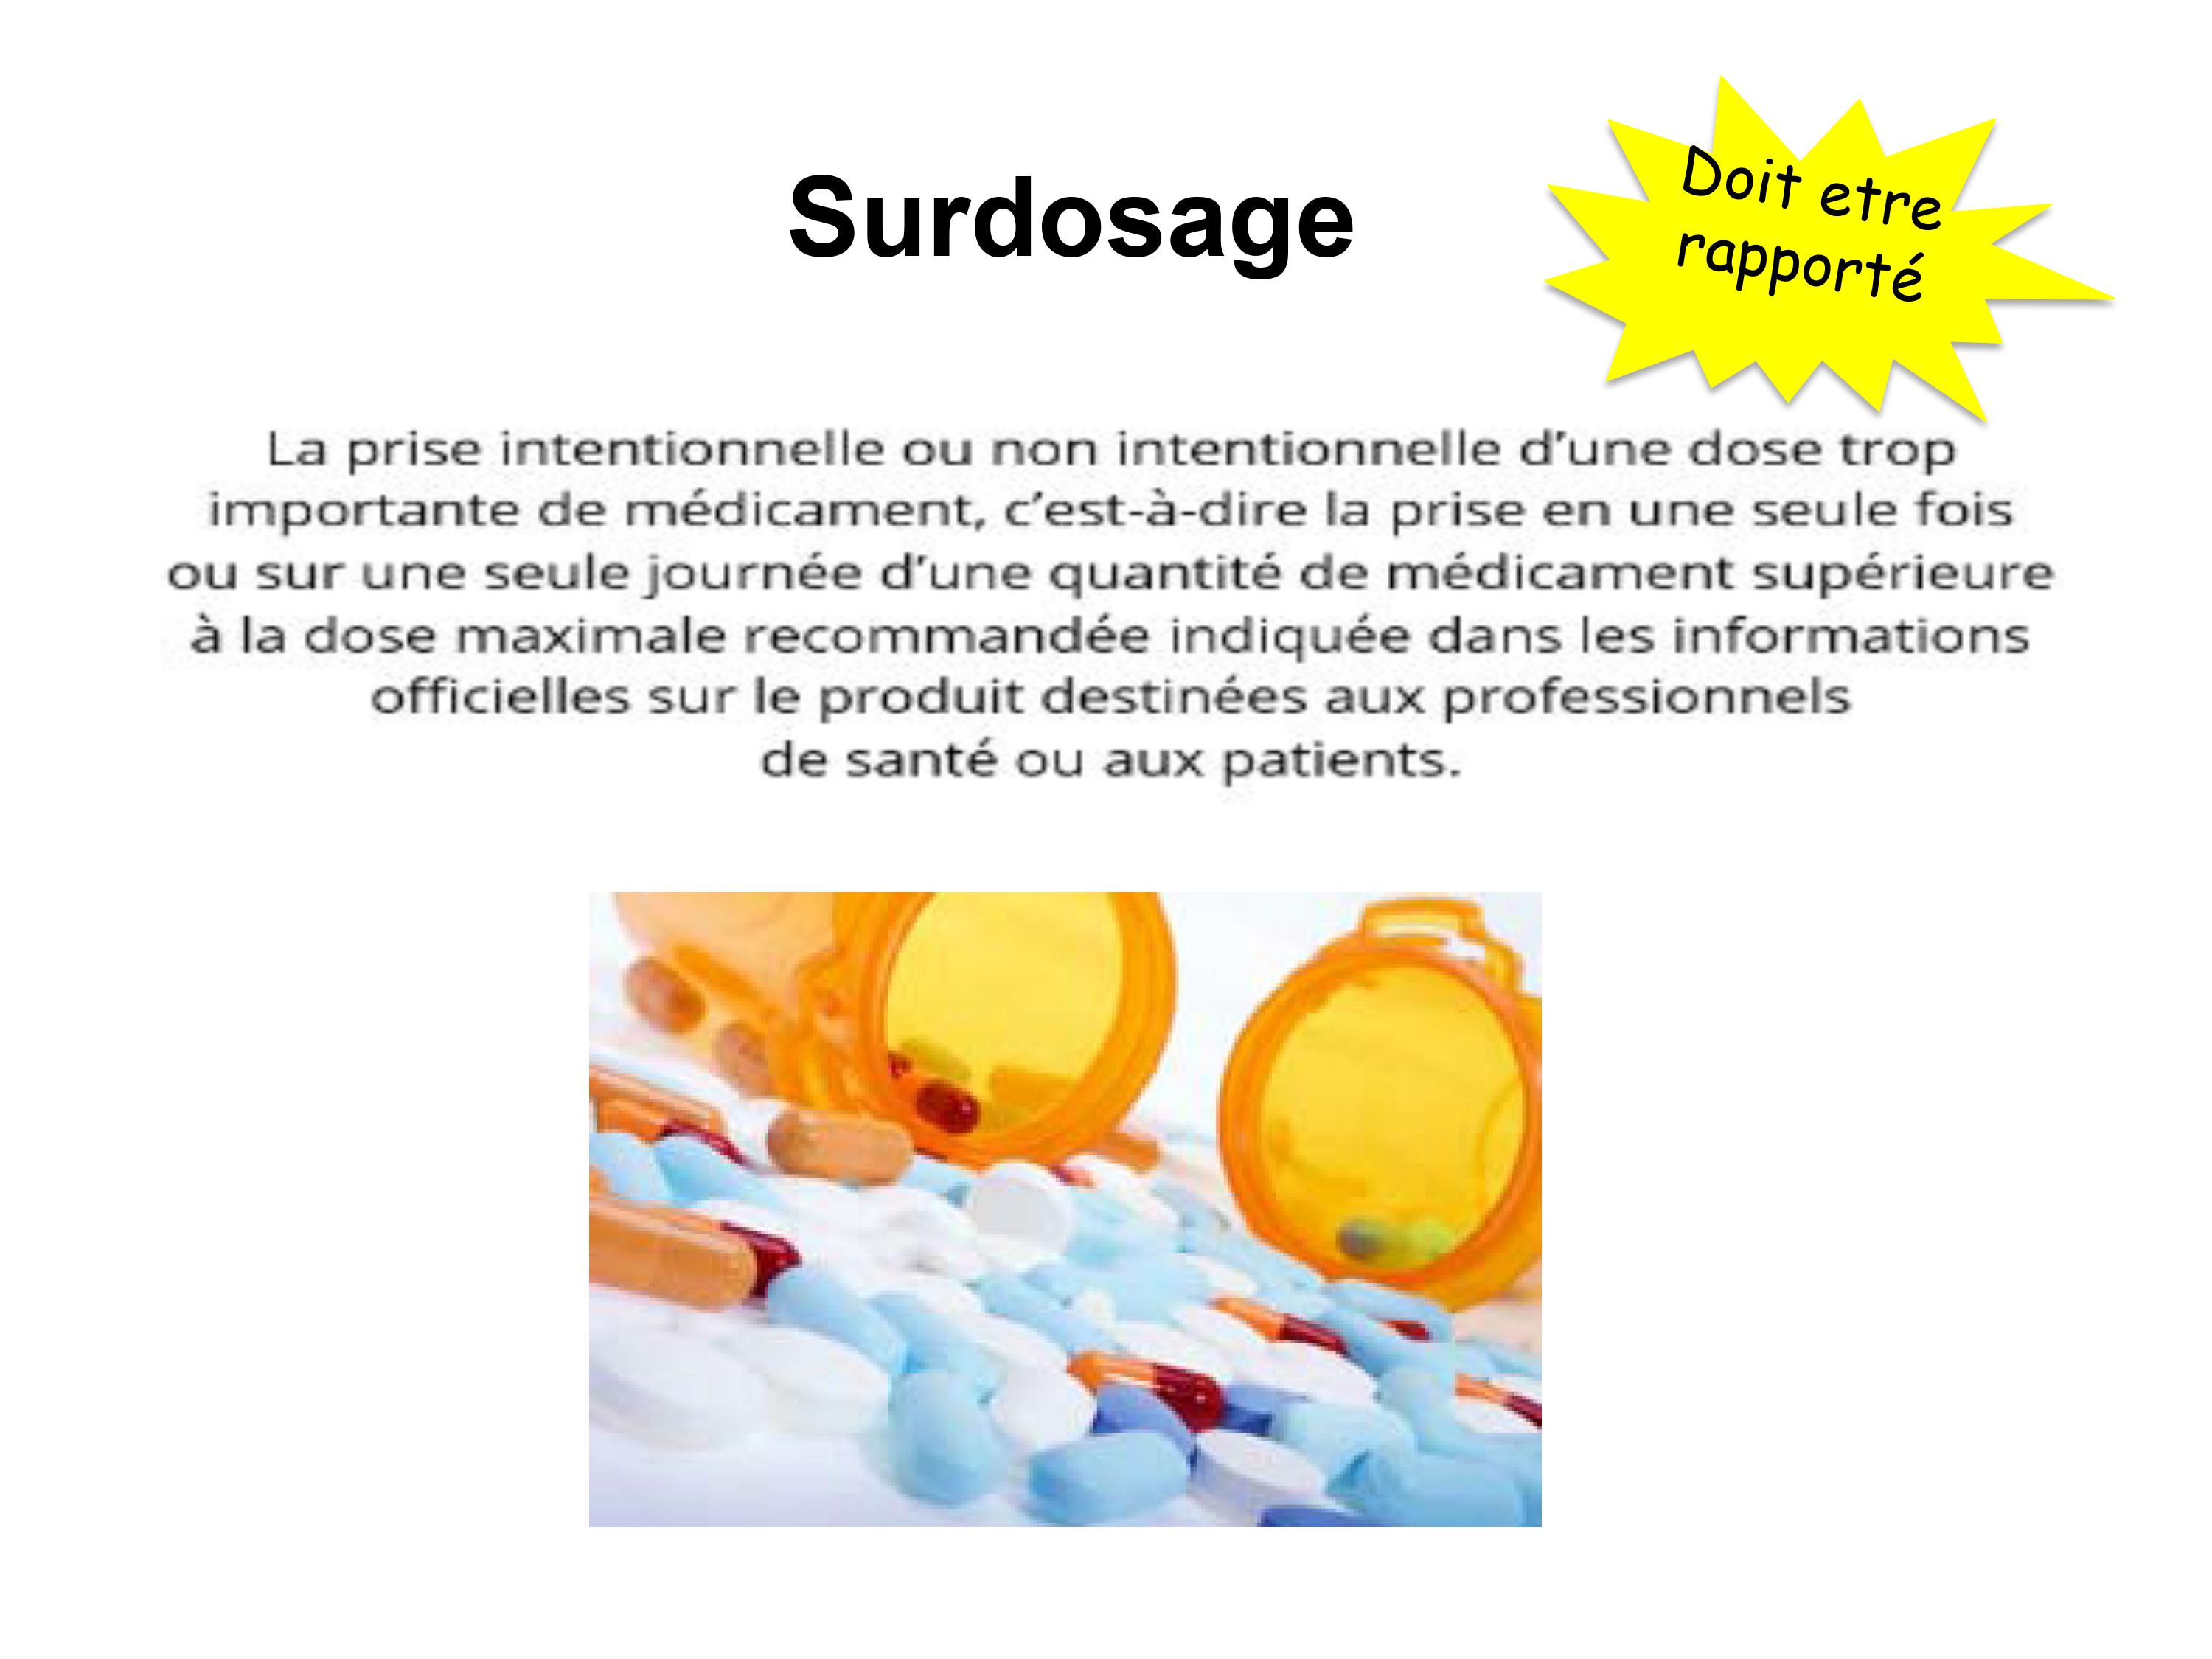 Surdosage
Doit etre
rapporté
La prise intentionnelle ou non intentionnelle d’une dose trop
importante de médicament, c’est-à-dire la prise en une seule fois
ou sur une seule journée d’une quantité de médicament supérieure
à la dose maximale recommandée indiquée dans les informations
officielles sur le produit destinées aux professionnels
de santé ou aux patients.